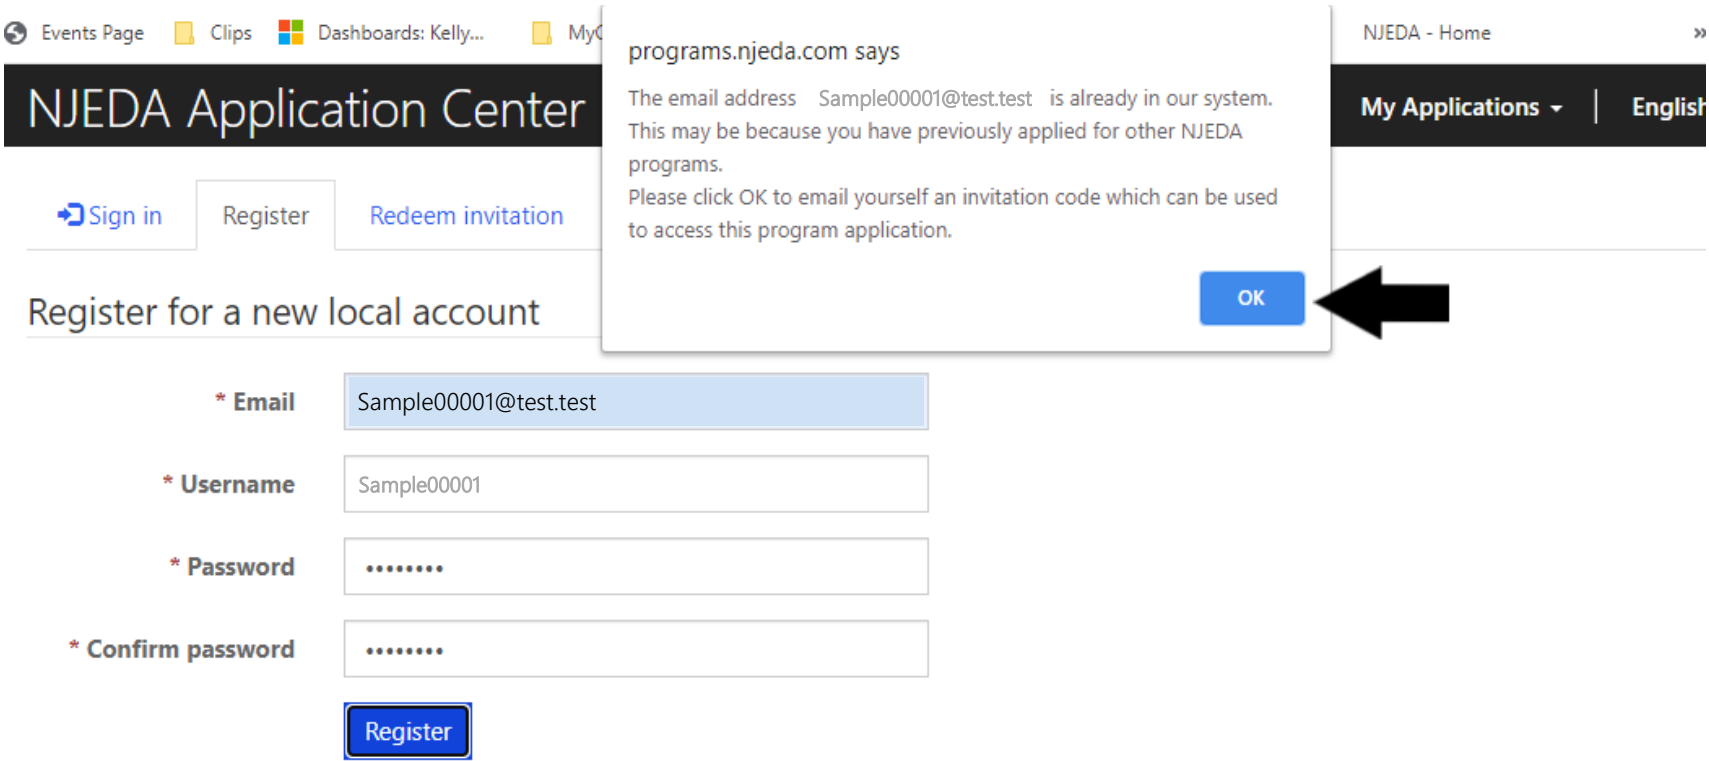 Events Page Clips Dashboards: Kelly... NJEDA - Home »
programs.njeda.com says
The email address Sample00001@test.test is already in our system.
This may be because you have previously applied for other NJEDA
programs.
Please click OK to email yourself an invitation code which can be used
to access this program application.
OK
NJEDA Application Center My Applications
Sign in Register Redeem invitation
Register for a new local account
* Email Sample00001@test.test
* Username Sample00001
* Password ••••••••
* Confirm password ••••••••
Register